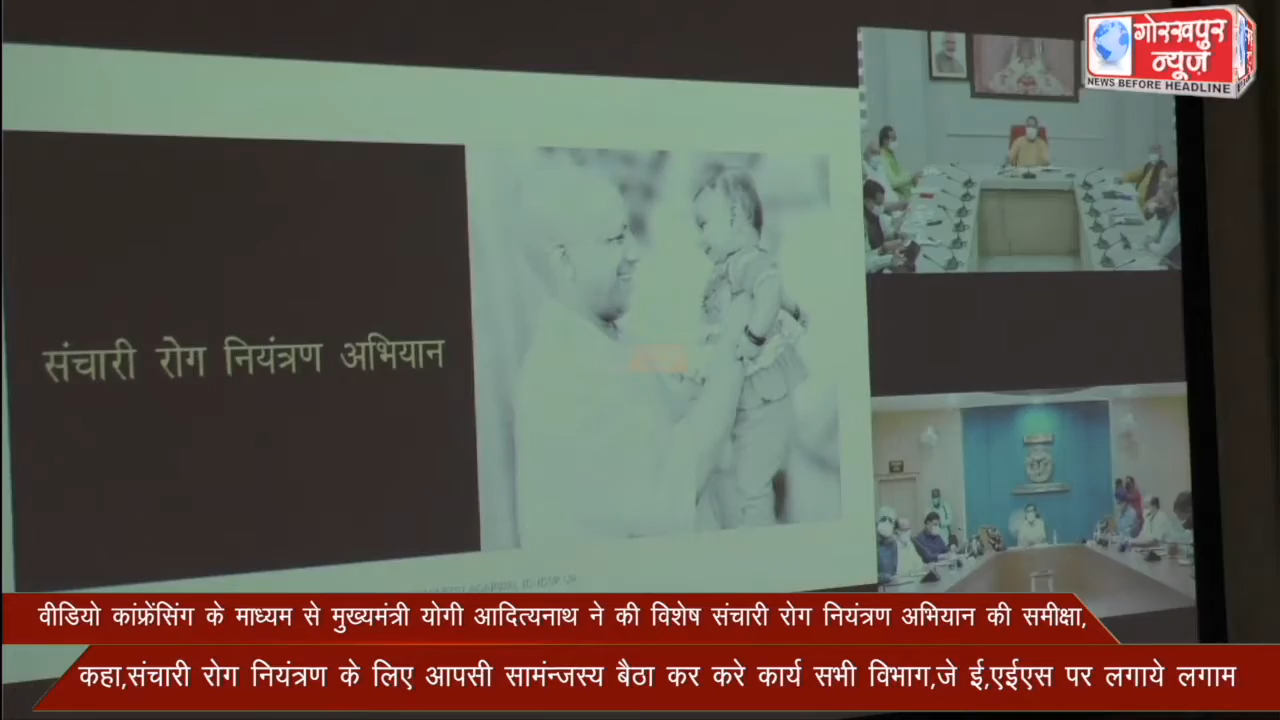 गोरखपुर
न्यूज़
NEWS BEFORE HEADLINE
संचारी रोग नियंत्रण अभियान
वीडियो कांफ्रेंसिंग के माध्यम से मुख्यमंत्री योगी आदित्यनाथ ने की विशेष संचारी रोग नियंत्रण अभियान की समीक्षा,
कहा,संचारी रोग नियंत्रण के लिए आपसी सामंन्जस्य बैठा कर करे कार्य सभी विभाग,जे ई,एईएस पर लगाये लगाम